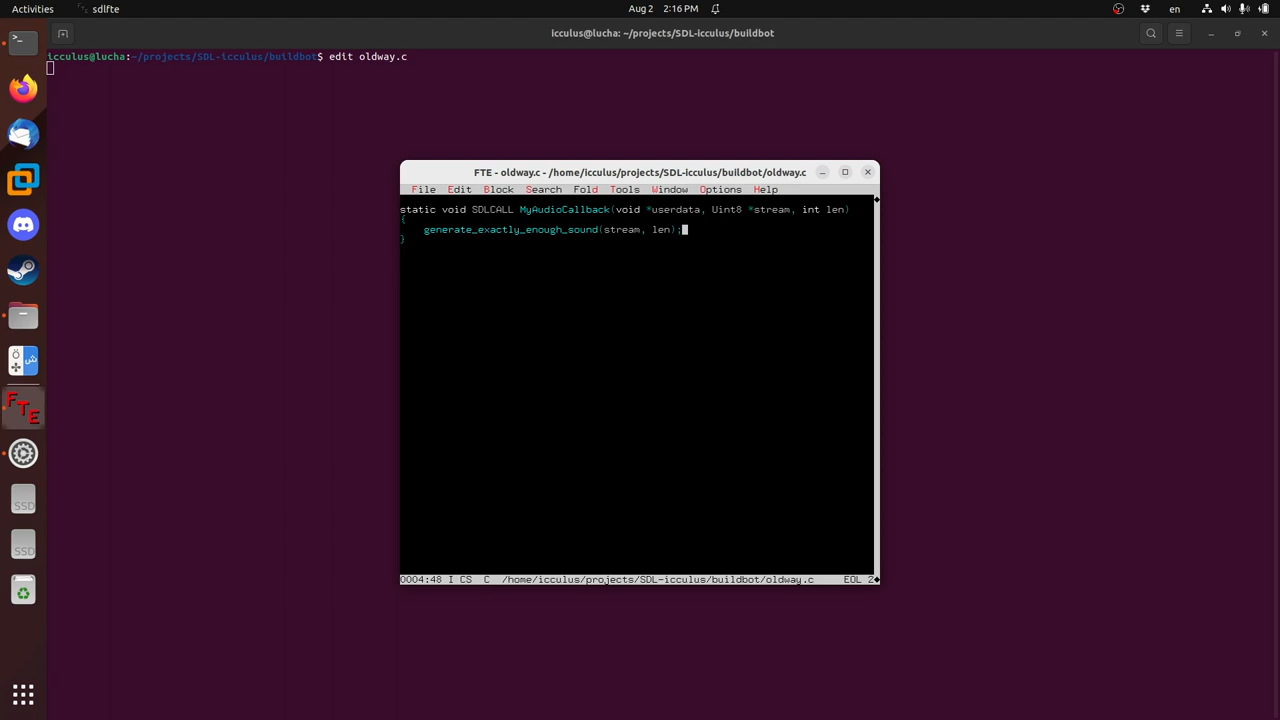 Activities sdlfte Aug 2 2:16 PM en
icculus@lucha: ~/projects/SDL-icculus/buildbot
icculus@lucha:~/projects/SDL-icculus/buildbot$ edit oldway.c
FTE - oldway.c - /home/icculus/projects/SDL-icculus/buildbot/oldway.c
File Edit Block Search Fold Tools Window Options Help
static void SDLCALL MyAudioCallback(void *userdata, Uint8 *stream, int len)
{
generate_exactly_enough_sound(stream, len);
}
FTE
SSD
SSD
0004:48 I CS C /home/icculus/projects/SDL-icculus/buildbot/oldway.c EOL 2